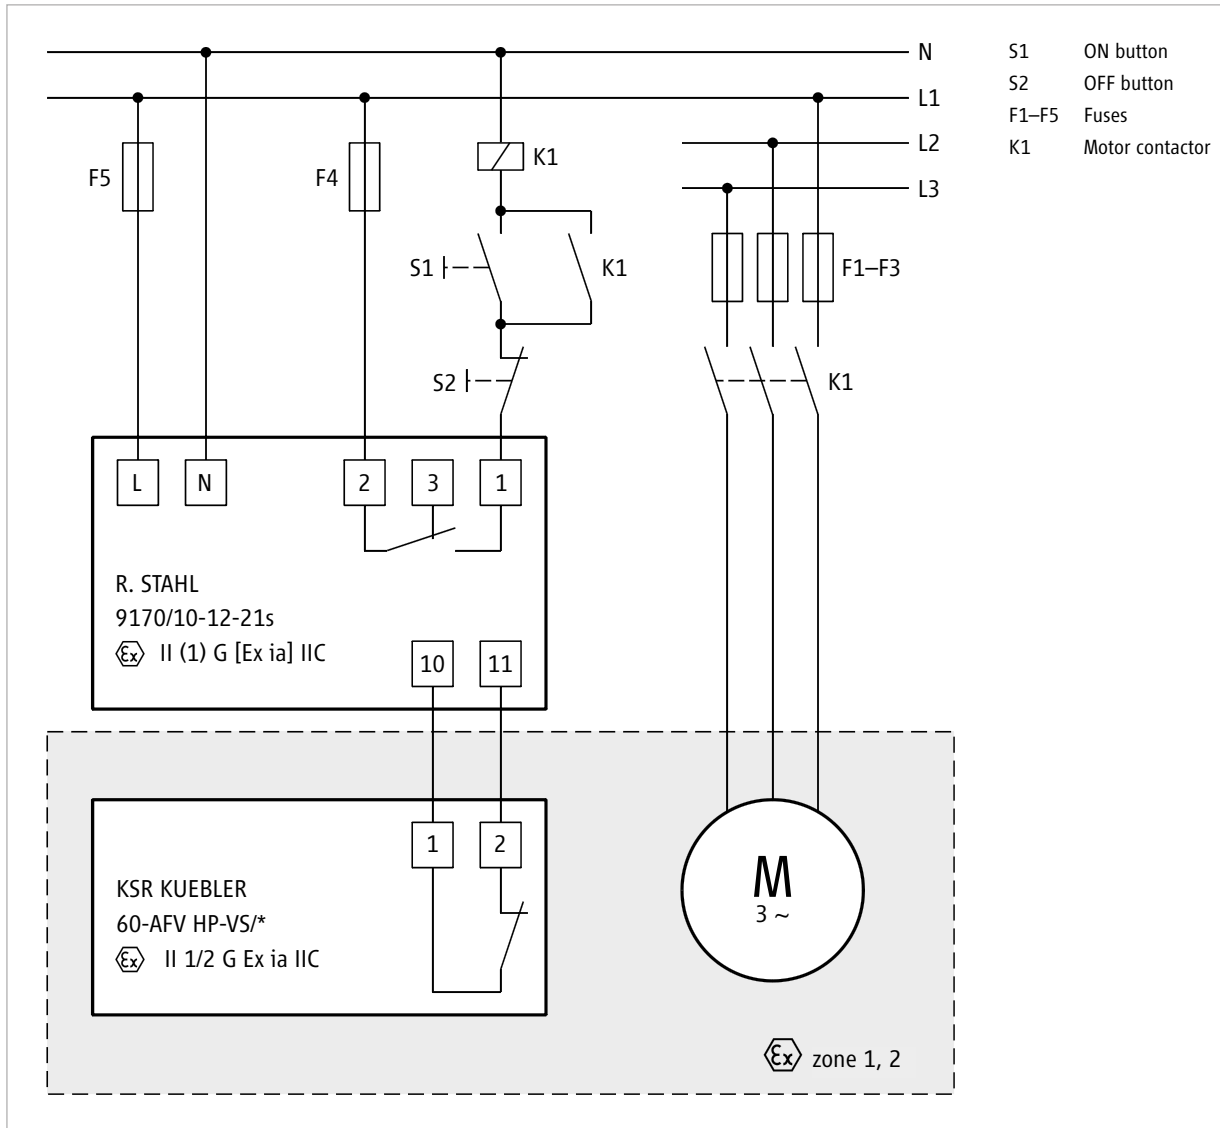 N
S1 ON button
S2 OFF button
L1
F1–F5 Fuses
L2
K1 Motor contactor
K1
F5
F4
L3
S1
K1
F1–F3
S2
K1
L
N
2
3
1
R. STAHL
9170/10-12-21s
Ex II (1) G [Ex ia] IIC
10
11
1
2
KSR KUEBLER
60-AFV HP-VS/*
Ex II 1/2 G Ex ia IIC
M
3 ~
Ex zone 1, 2